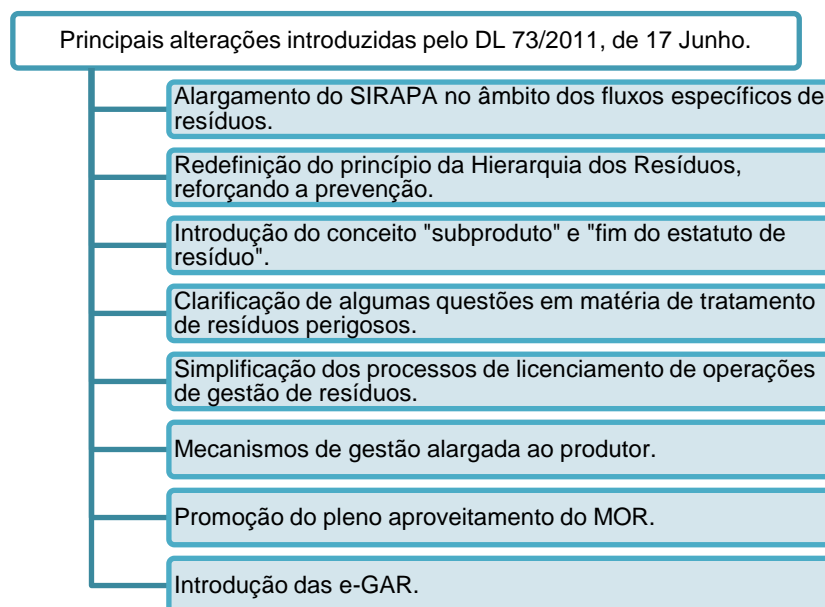 Principais alterações introduzidas pelo DL 73/2011, de 17 Junho.
Alargamento do SIRAPA no âmbito dos fluxos específicos de
resíduos.
Redefinição do princípio da Hierarquia dos Resíduos,
reforçando a prevenção.
Introdução do conceito "subproduto" e "fim do estatuto de
resíduo".
Clarificação de algumas questões em matéria de tratamento
de resíduos perigosos.
Simplificação dos processos de licenciamento de operações
de gestão de resíduos.
Mecanismos de gestão alargada ao produtor.
Promoção do pleno aproveitamento do MOR.
Introdução das e-GAR.